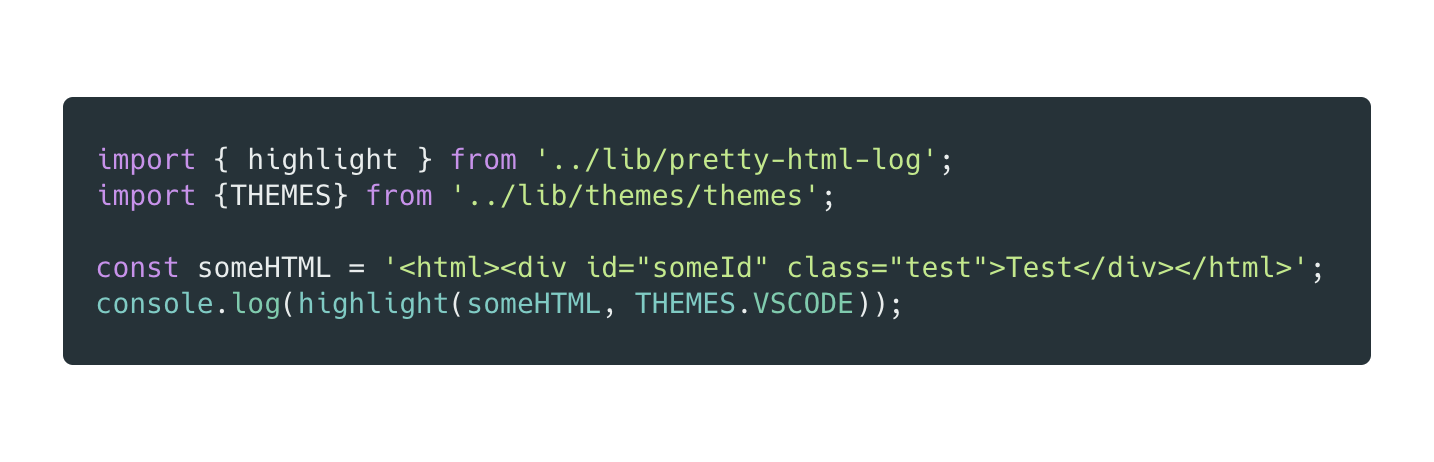 import { highlight } from '../lib/pretty-html-log';
import {THEMES} from '../lib/themes/themes';

const someHTML = '<html><div id="someId" class="test">Test</div></html>';
console.log(highlight(someHTML, THEMES.VSCODE));